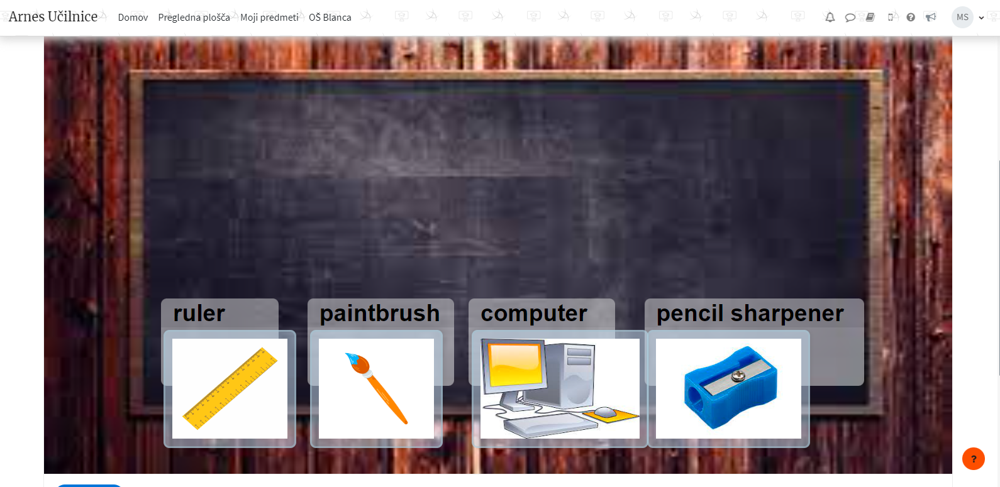 Arnes Učilnice Domov Pregledna plošča Moji predmeti OŠ Blanca MS
ruler paintbrush computer pencil sharpener
?